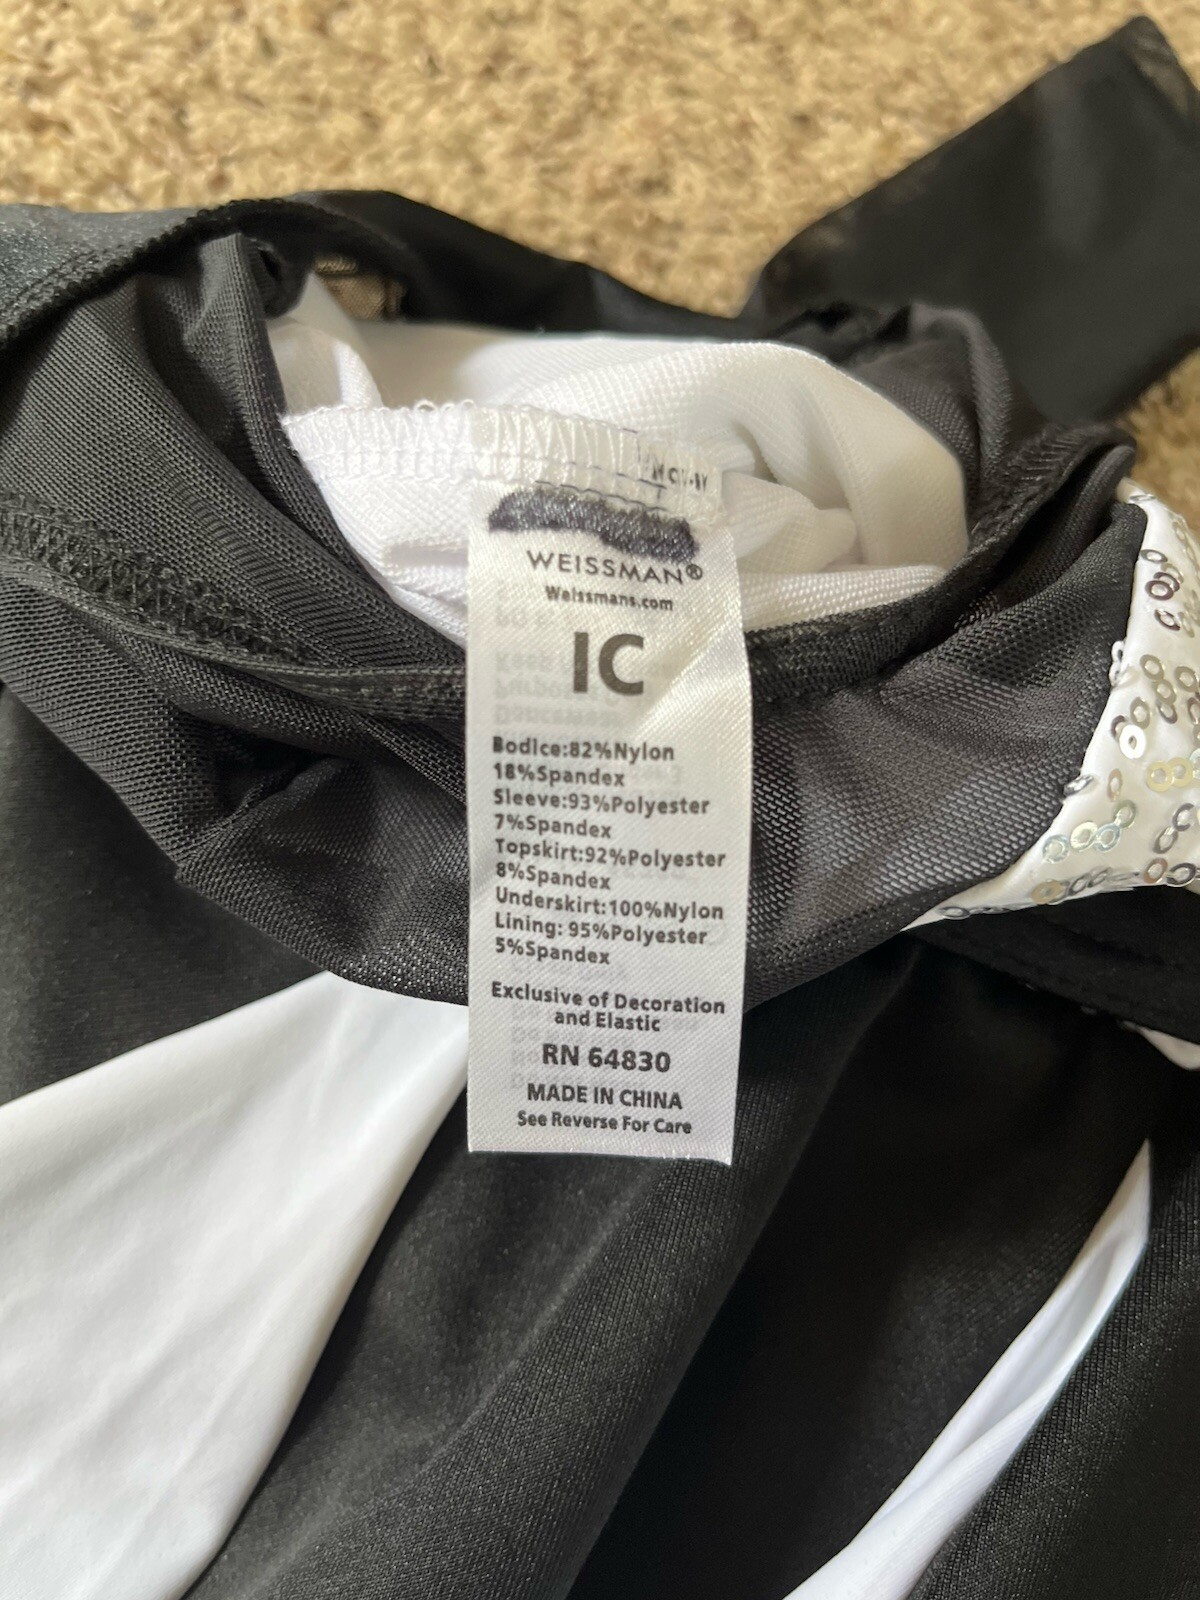 WEISSMAN®
Weissmans.com
IC
Bodice:82%Nylon
18%Spandex
Sleeve:93%Polyester
7%Spandex
Topskirt:92%Polyester
8%Spandex
Underskirt:100%Nylon
Lining: 95%Polyester
5%Spandex
Exclusive of Decoration
and Elastic
RN 64830
MADE IN CHINA
See Reverse For Care